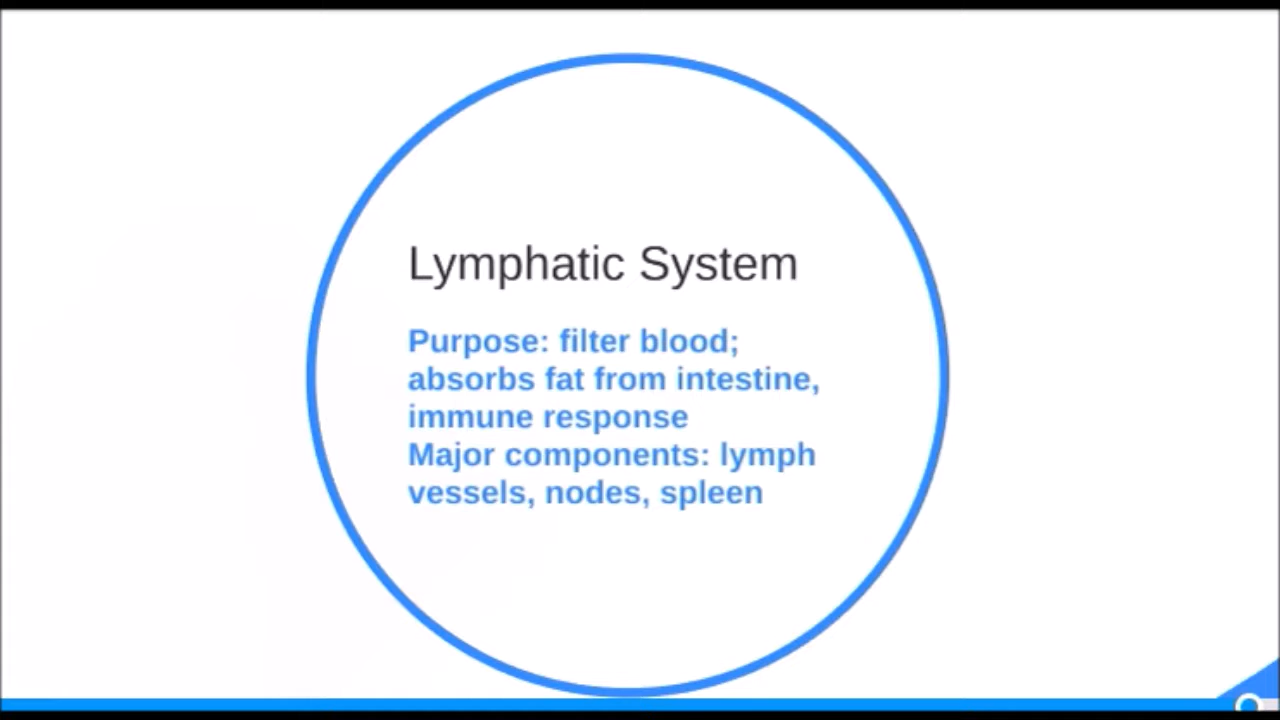 Lymphatic System
Purpose: filter blood;
absorbs fat from intestine,
immune response
Major components: lymph
vessels, nodes, spleen